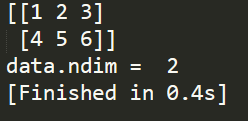 [[1 2 3]
 [4 5 6]]
data.ndim =  2
[Finished in 0.4s]